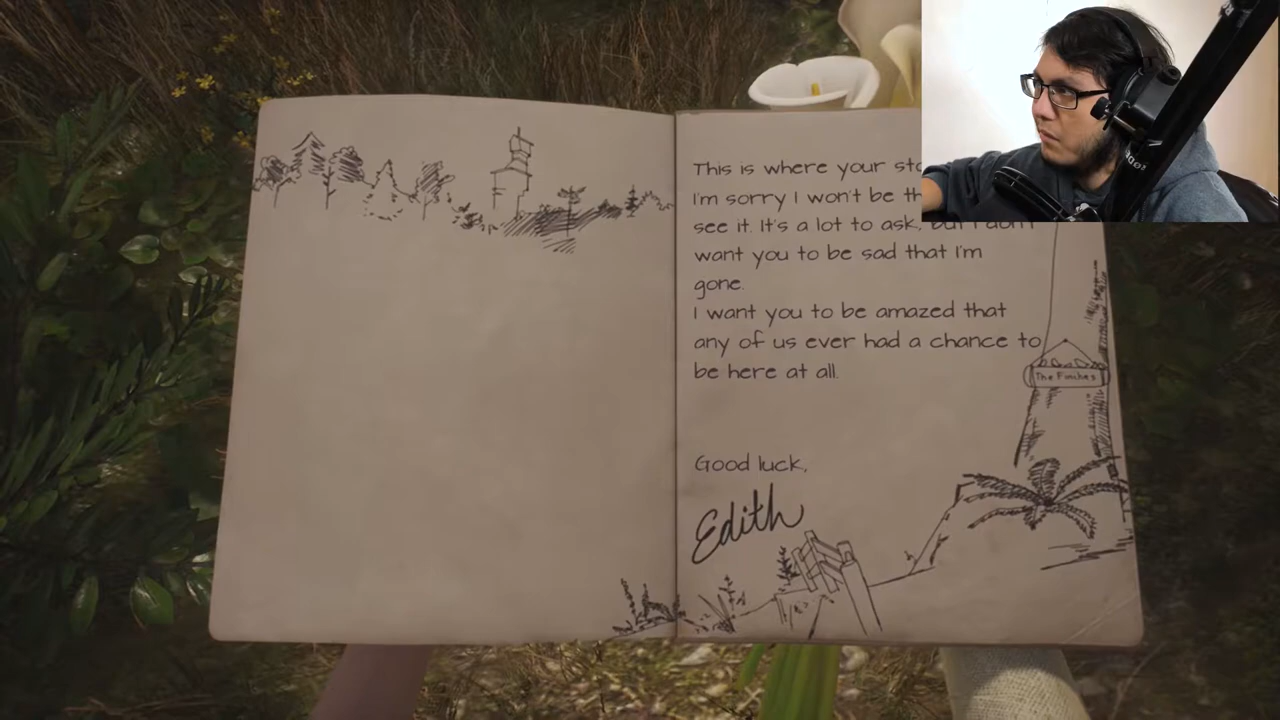 This is where your
I'm sorry I won't be
see it. It's a lot to ask, but I don't
want you to be sad that I'm
gone.
I want you to be amazed that
any of us ever had a chance to
be here at all.
The Finches
Good luck,
Edith